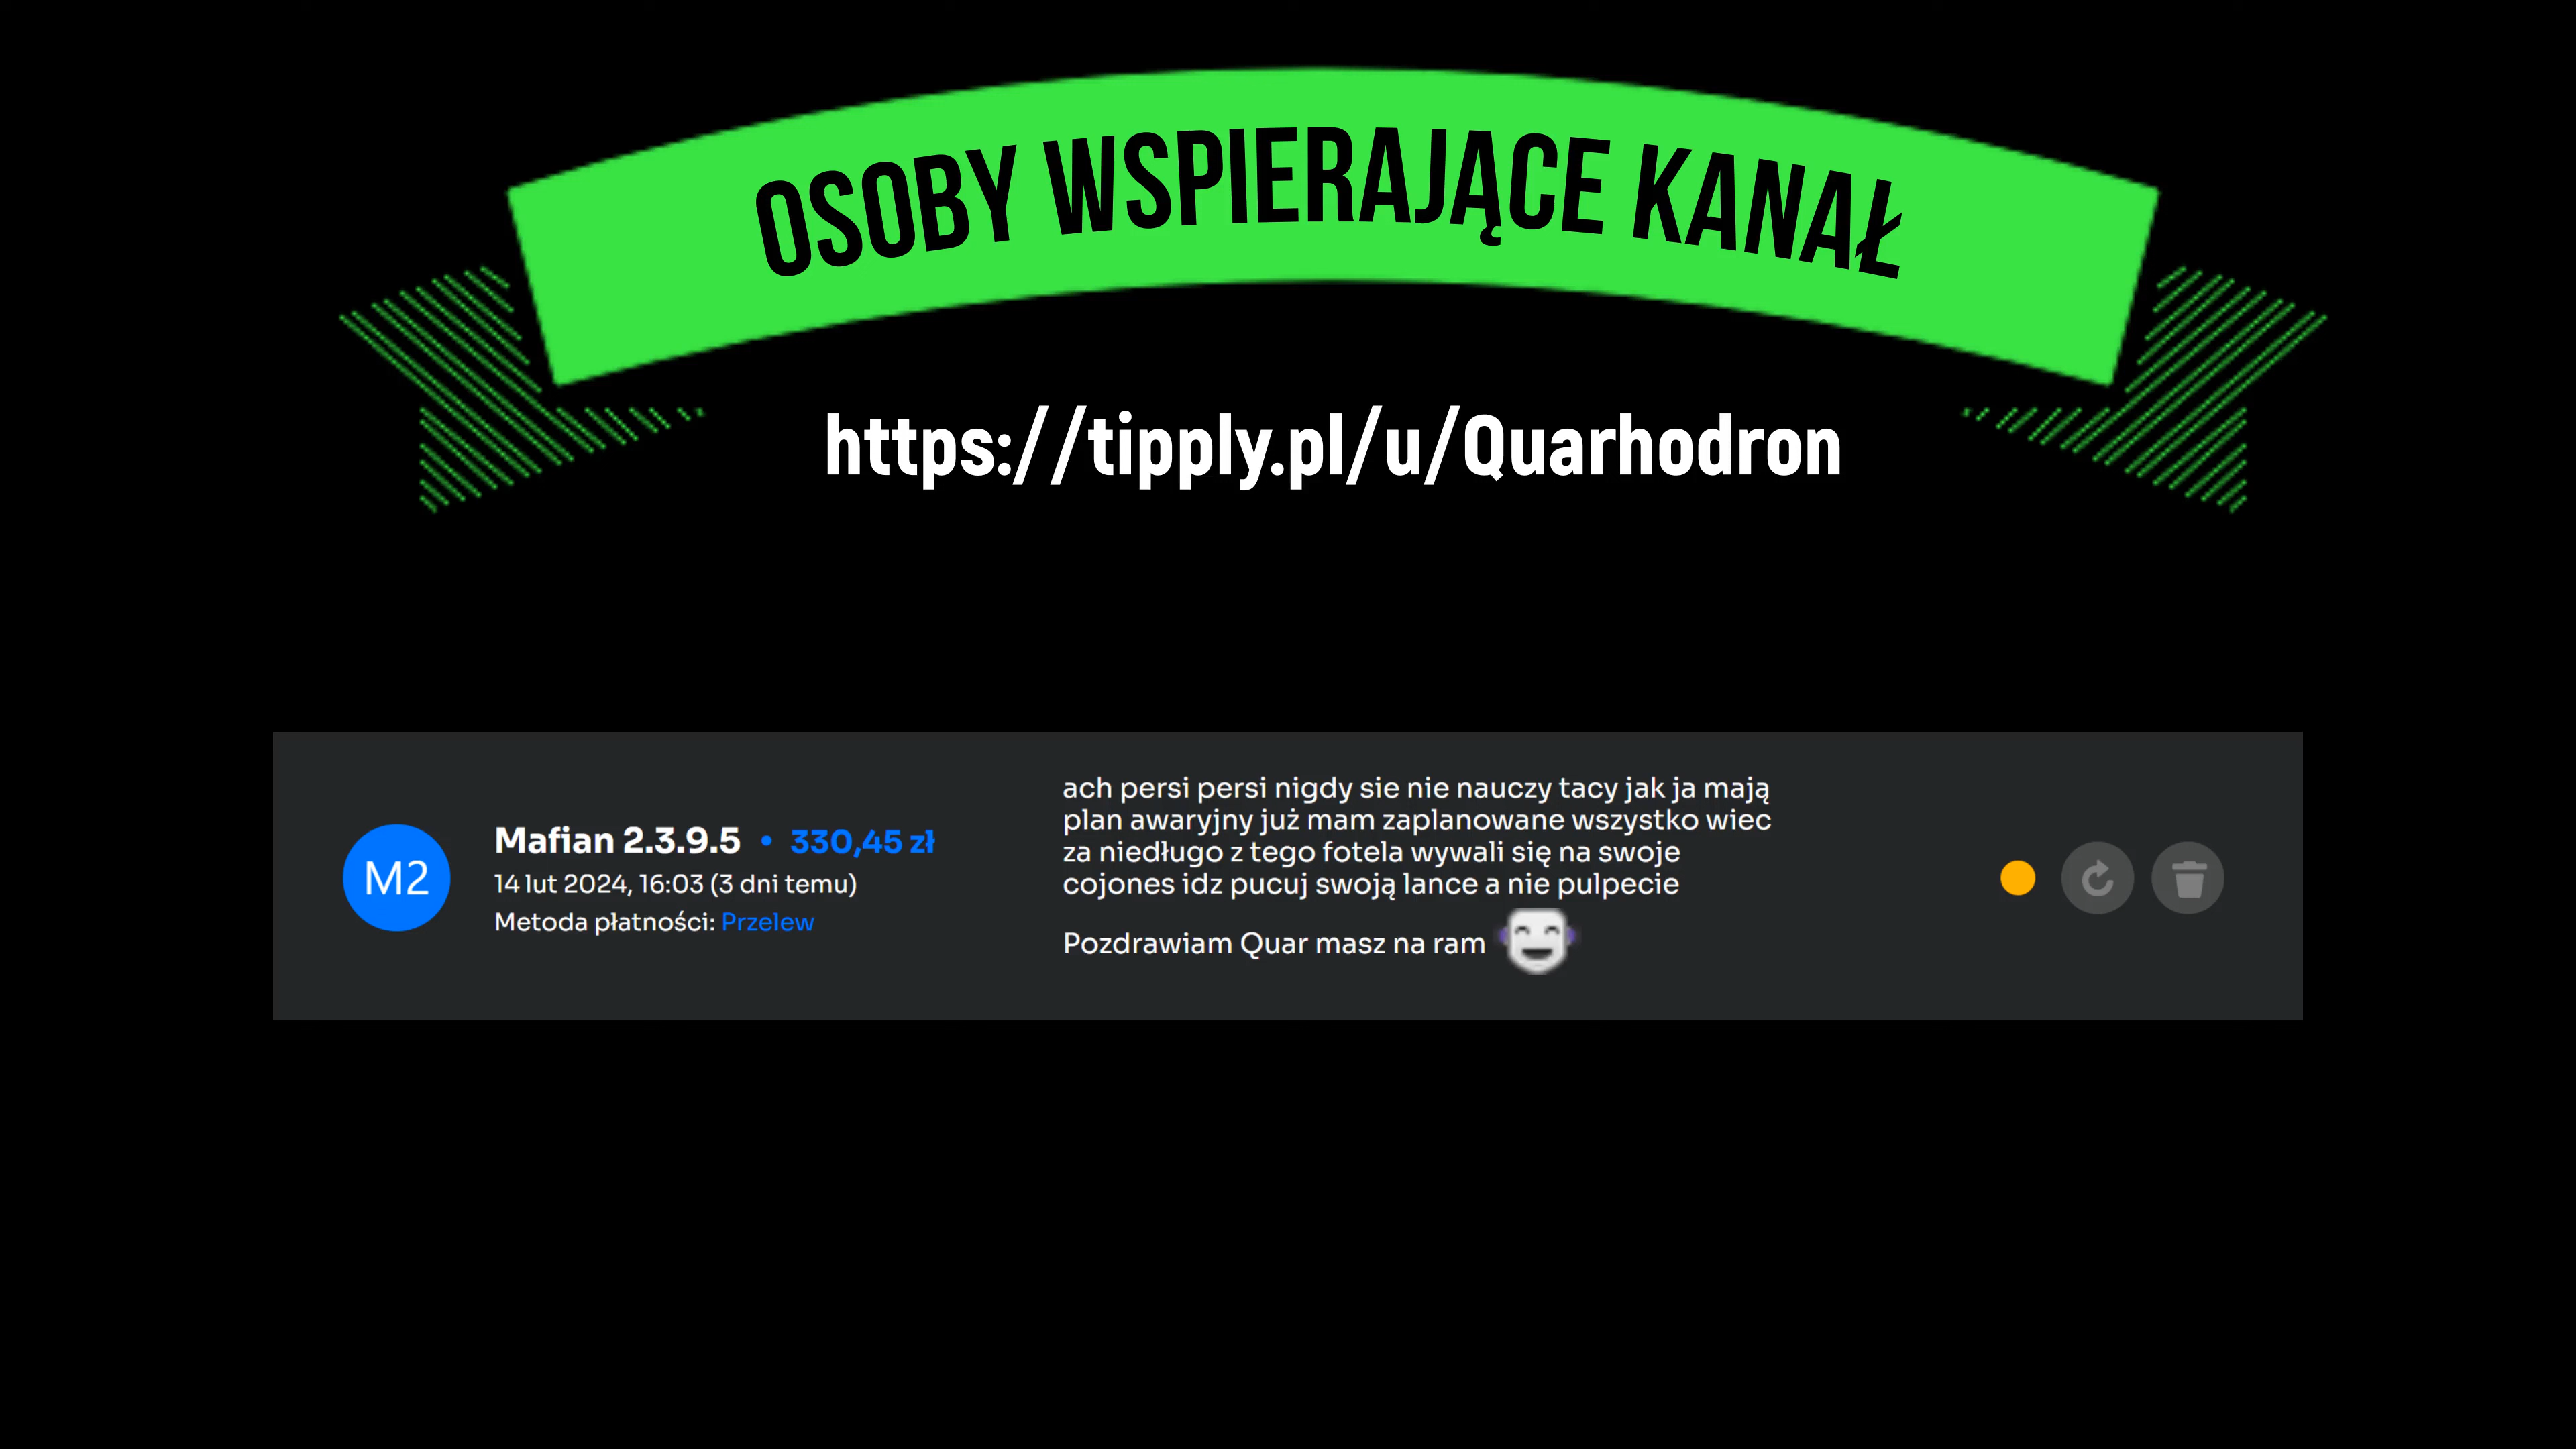 OSOBY WSPIERAJĄCE KANAŁ
https://tipply.pl/u/Quarhodron
M2
Mafian 2.3.9.5 • 330,45 zł
14 lut 2024, 16:03 (3 dni temu)
Metoda płatności: Przelew
ach persi persi nigdy sie nie nauczy tacy jak ja mają
plan awaryjny już mam zaplanowane wszystko wiec
za niedługo z tego fotela wywali się na swoje
cojones idz pucuj swoją lance a nie pulpecie
Pozdrawiam Quar masz na ram